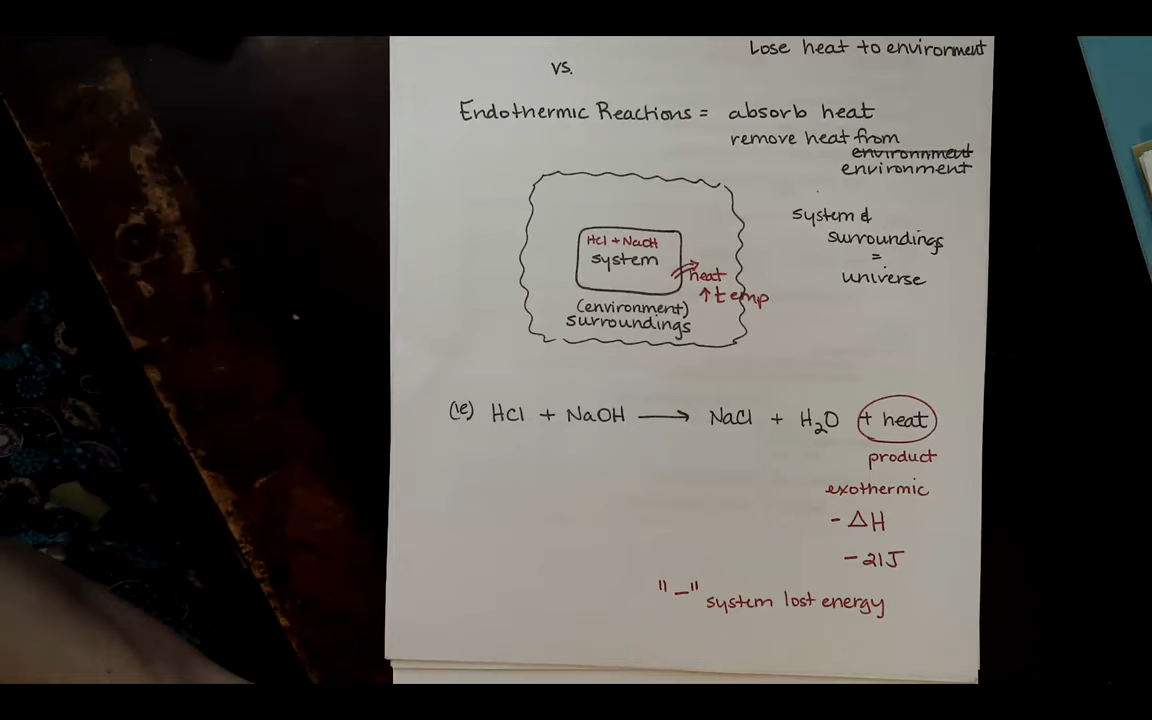 Lose heat to environment
vs.
Endothermic Reactions = absorb heat
remove heat from
environnment
environment
system &
surroundings
=
universe
HCl + NaOH
system
heat
↑temp
(environment)
surroundings
(ie) HCl + NaOH ⟶ NaCl + H₂O + heat
product
exothermic
- ΔH
- 21J
"-" system lost energy